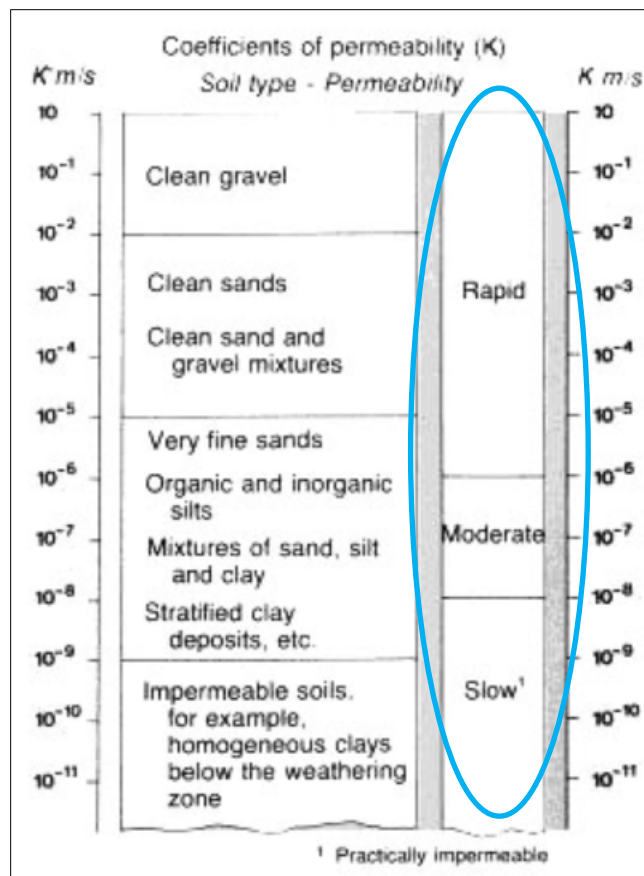 Coefficients of permeability (K)
K m/s Soil type - Permeability K m/s
10 10
10⁻¹ Clean gravel 10⁻¹
10⁻² 10⁻²
Clean sands Rapid
10⁻³ 10⁻³
Clean sand and
gravel mixtures
10⁻⁴ 10⁻⁴
10⁻⁵ 10⁻⁵
Very fine sands
10⁻⁶ 10⁻⁶
Organic and inorganic
silts
10⁻⁷ Moderate 10⁻⁷
Mixtures of sand, silt
and clay
10⁻⁸ 10⁻⁸
Stratified clay
deposits, etc.
10⁻⁹ 10⁻⁹
Impermeable soils. Slow¹
for example,
10⁻¹⁰ 10⁻¹⁰
homogeneous clays
below the weathering
10⁻¹¹ 10⁻¹¹
zone
¹ Practically impermeable